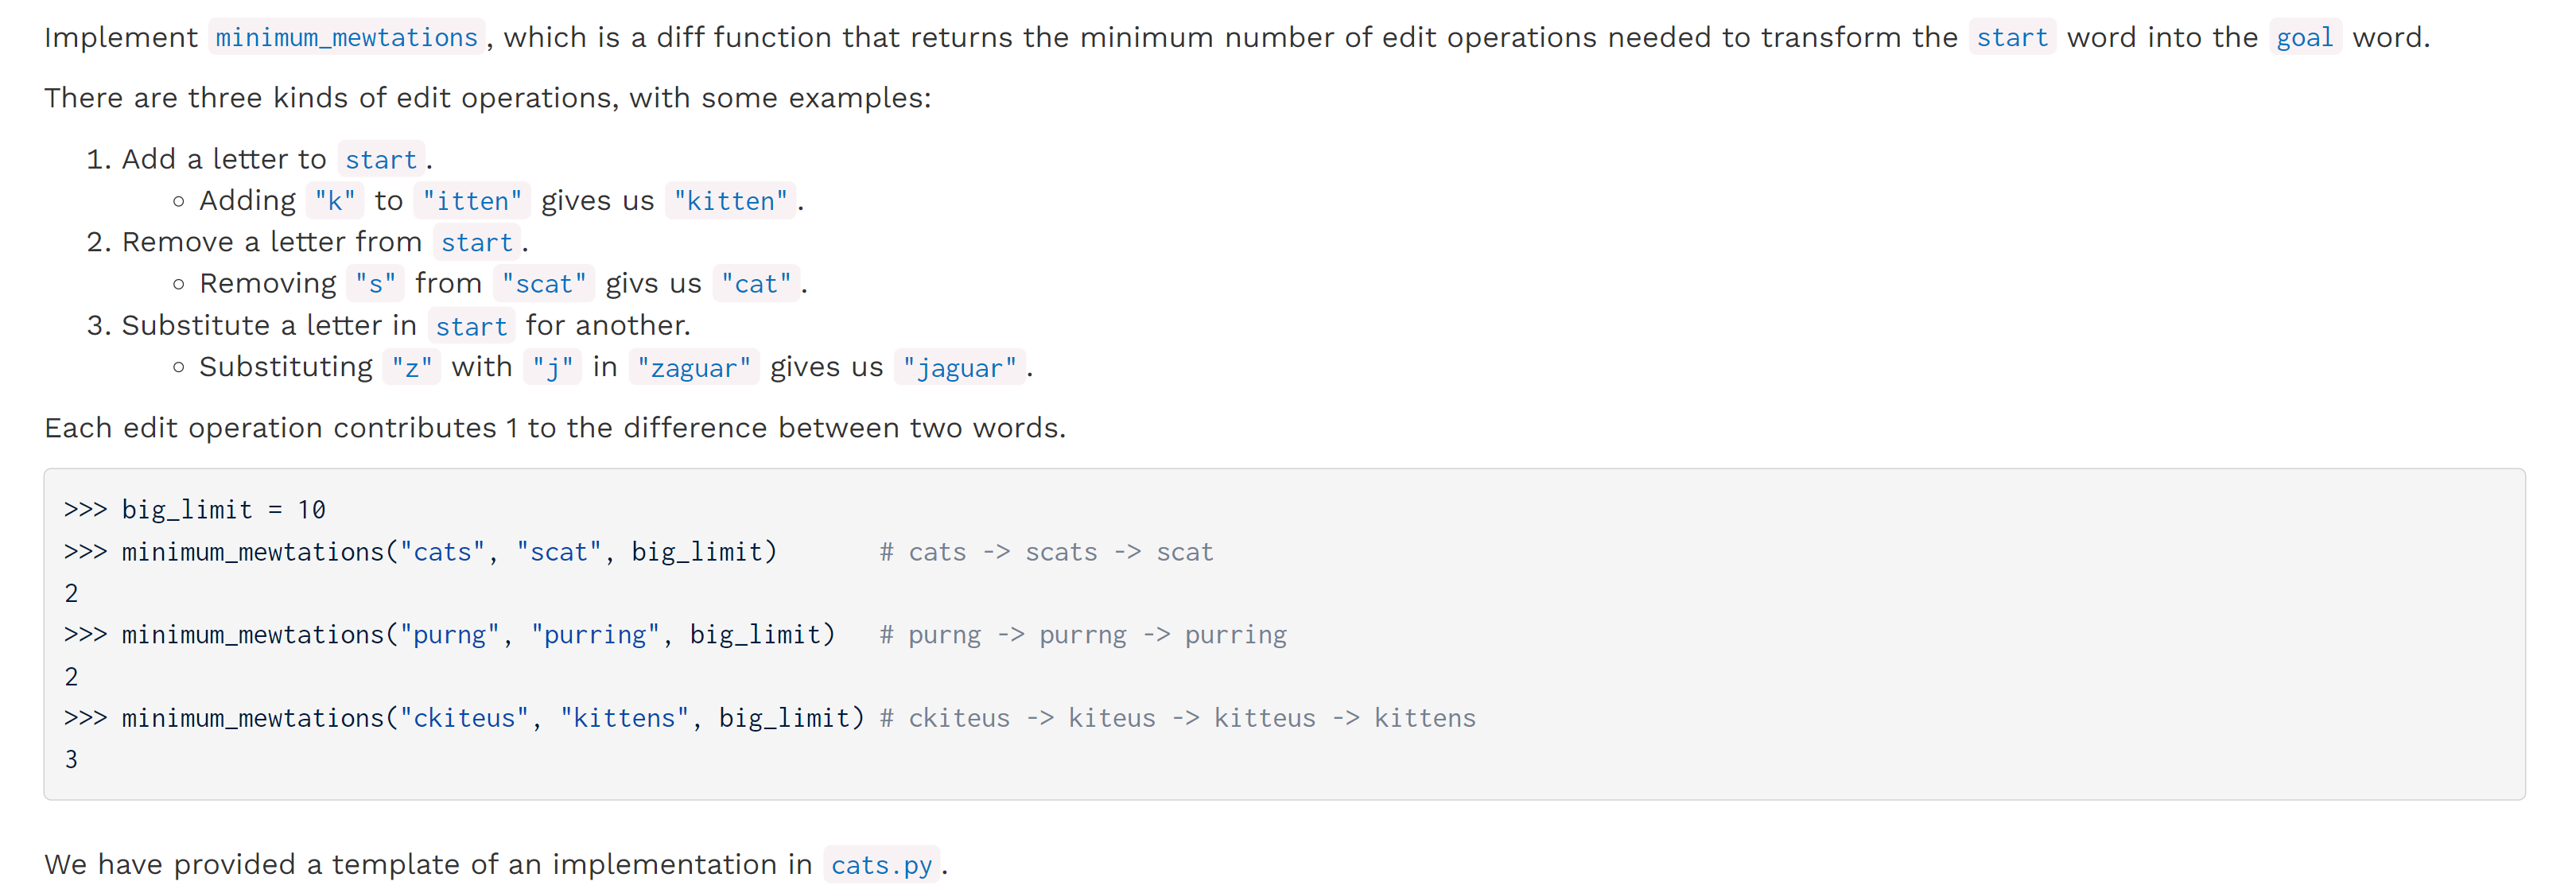 Implement minimum_mewtations, which is a diff function that returns the minimum number of edit operations needed to transform the start word into the goal word.
There are three kinds of edit operations, with some examples:
1. Add a letter to start.
○ Adding "k" to "itten" gives us "kitten".
2. Remove a letter from start.
○ Removing "s" from "scat" givs us "cat".
3. Substitute a letter in start for another.
○ Substituting "z" with "j" in "zaguar" gives us "jaguar".
Each edit operation contributes 1 to the difference between two words.
>>> big_limit = 10
>>> minimum_mewtations("cats", "scat", big_limit)       # cats -> scats -> scat
2
>>> minimum_mewtations("purng", "purring", big_limit)   # purng -> purrng -> purring
2
>>> minimum_mewtations("ckiteus", "kittens", big_limit) # ckiteus -> kiteus -> kitteus -> kittens
3
We have provided a template of an implementation in cats.py.